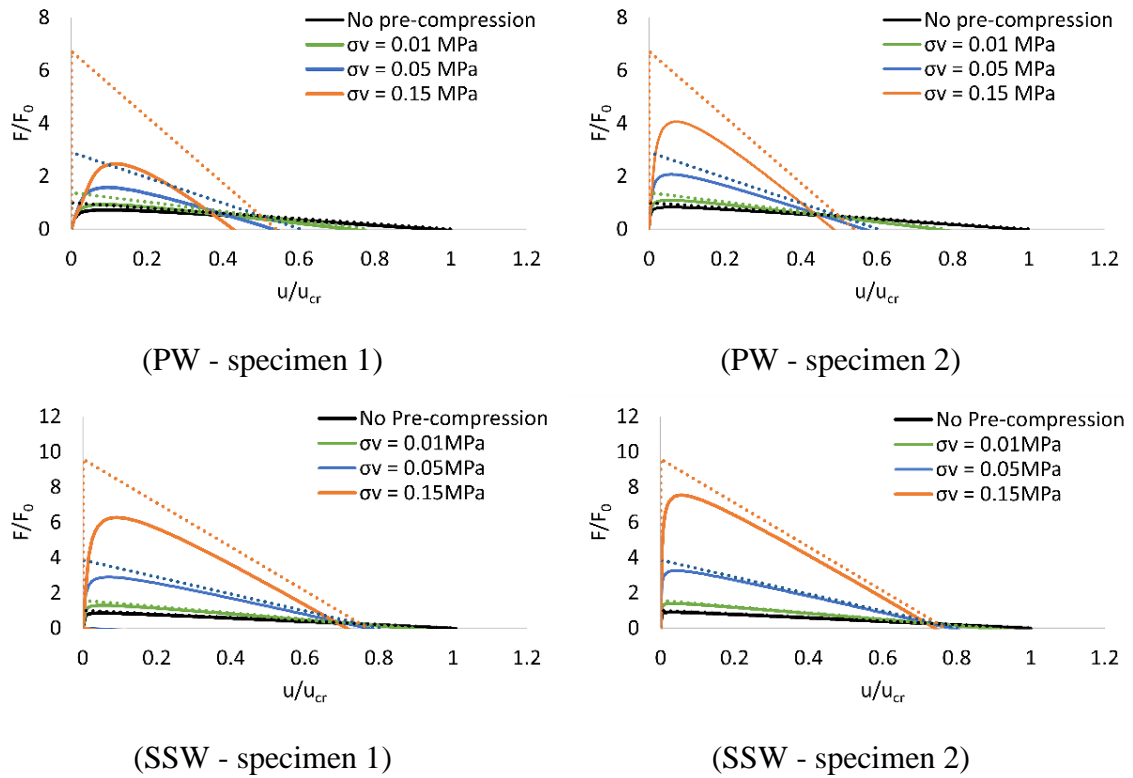 8
6
4
2
0
F/F0
0
0.2
0.4
0.6
0.8
1
1.2
u/ucr
No pre-compression
σv = 0.01 MPa
σv = 0.05 MPa
σv = 0.15 MPa
(PW - specimen 1)
8
6
4
2
0
F/F0
0
0.2
0.4
0.6
0.8
1
1.2
u/ucr
No pre-compression
σv = 0.01 MPa
σv = 0.05 MPa
σv = 0.15 MPa
(PW - specimen 2)
12
10
8
6
4
2
0
F/F0
0
0.2
0.4
0.6
0.8
1
1.2
u/ucr
No Pre-compression
σv = 0.01MPa
σv = 0.05MPa
σv = 0.15MPa
(SSW - specimen 1)
12
10
8
6
4
2
0
F/F0
0
0.2
0.4
0.6
0.8
1
1.2
u/ucr
No Pre-compression
σv = 0.01MPa
σv = 0.05MPa
σv = 0.15MPa
(SSW - specimen 2)